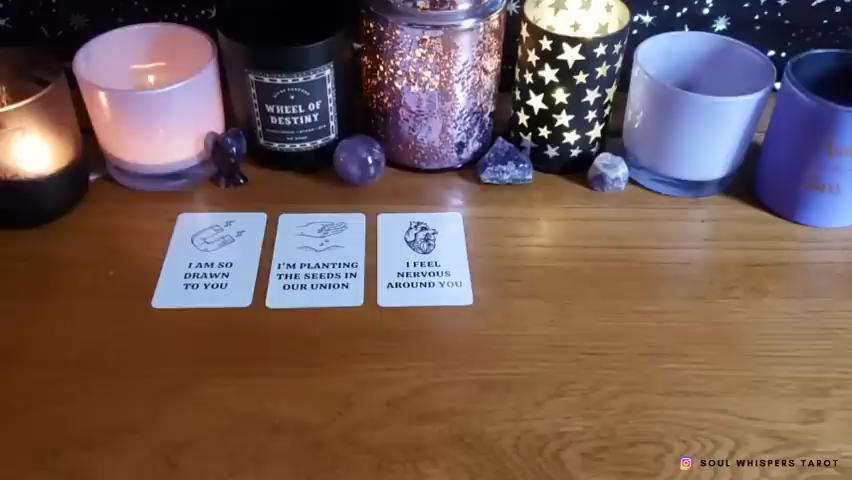 WHEEL OF
DESTINY
I AM SO
DRAWN
TO YOU
I'M PLANTING
THE SEEDS IN
OUR UNION
I FEEL
NERVOUS
AROUND YOU
SOUL WHISPERS TAROT